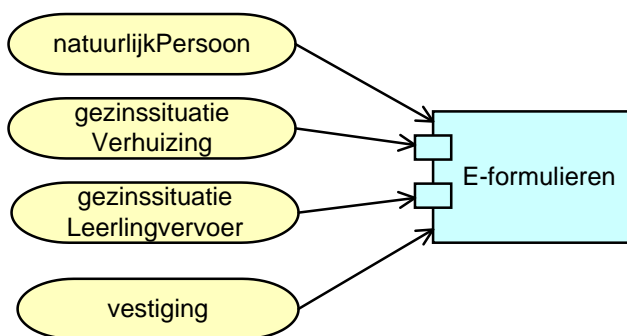 natuurlijkPersoon
gezinssituatie
Verhuizing
gezinssituatie
Leerlingvervoer
vestiging
E-formulieren